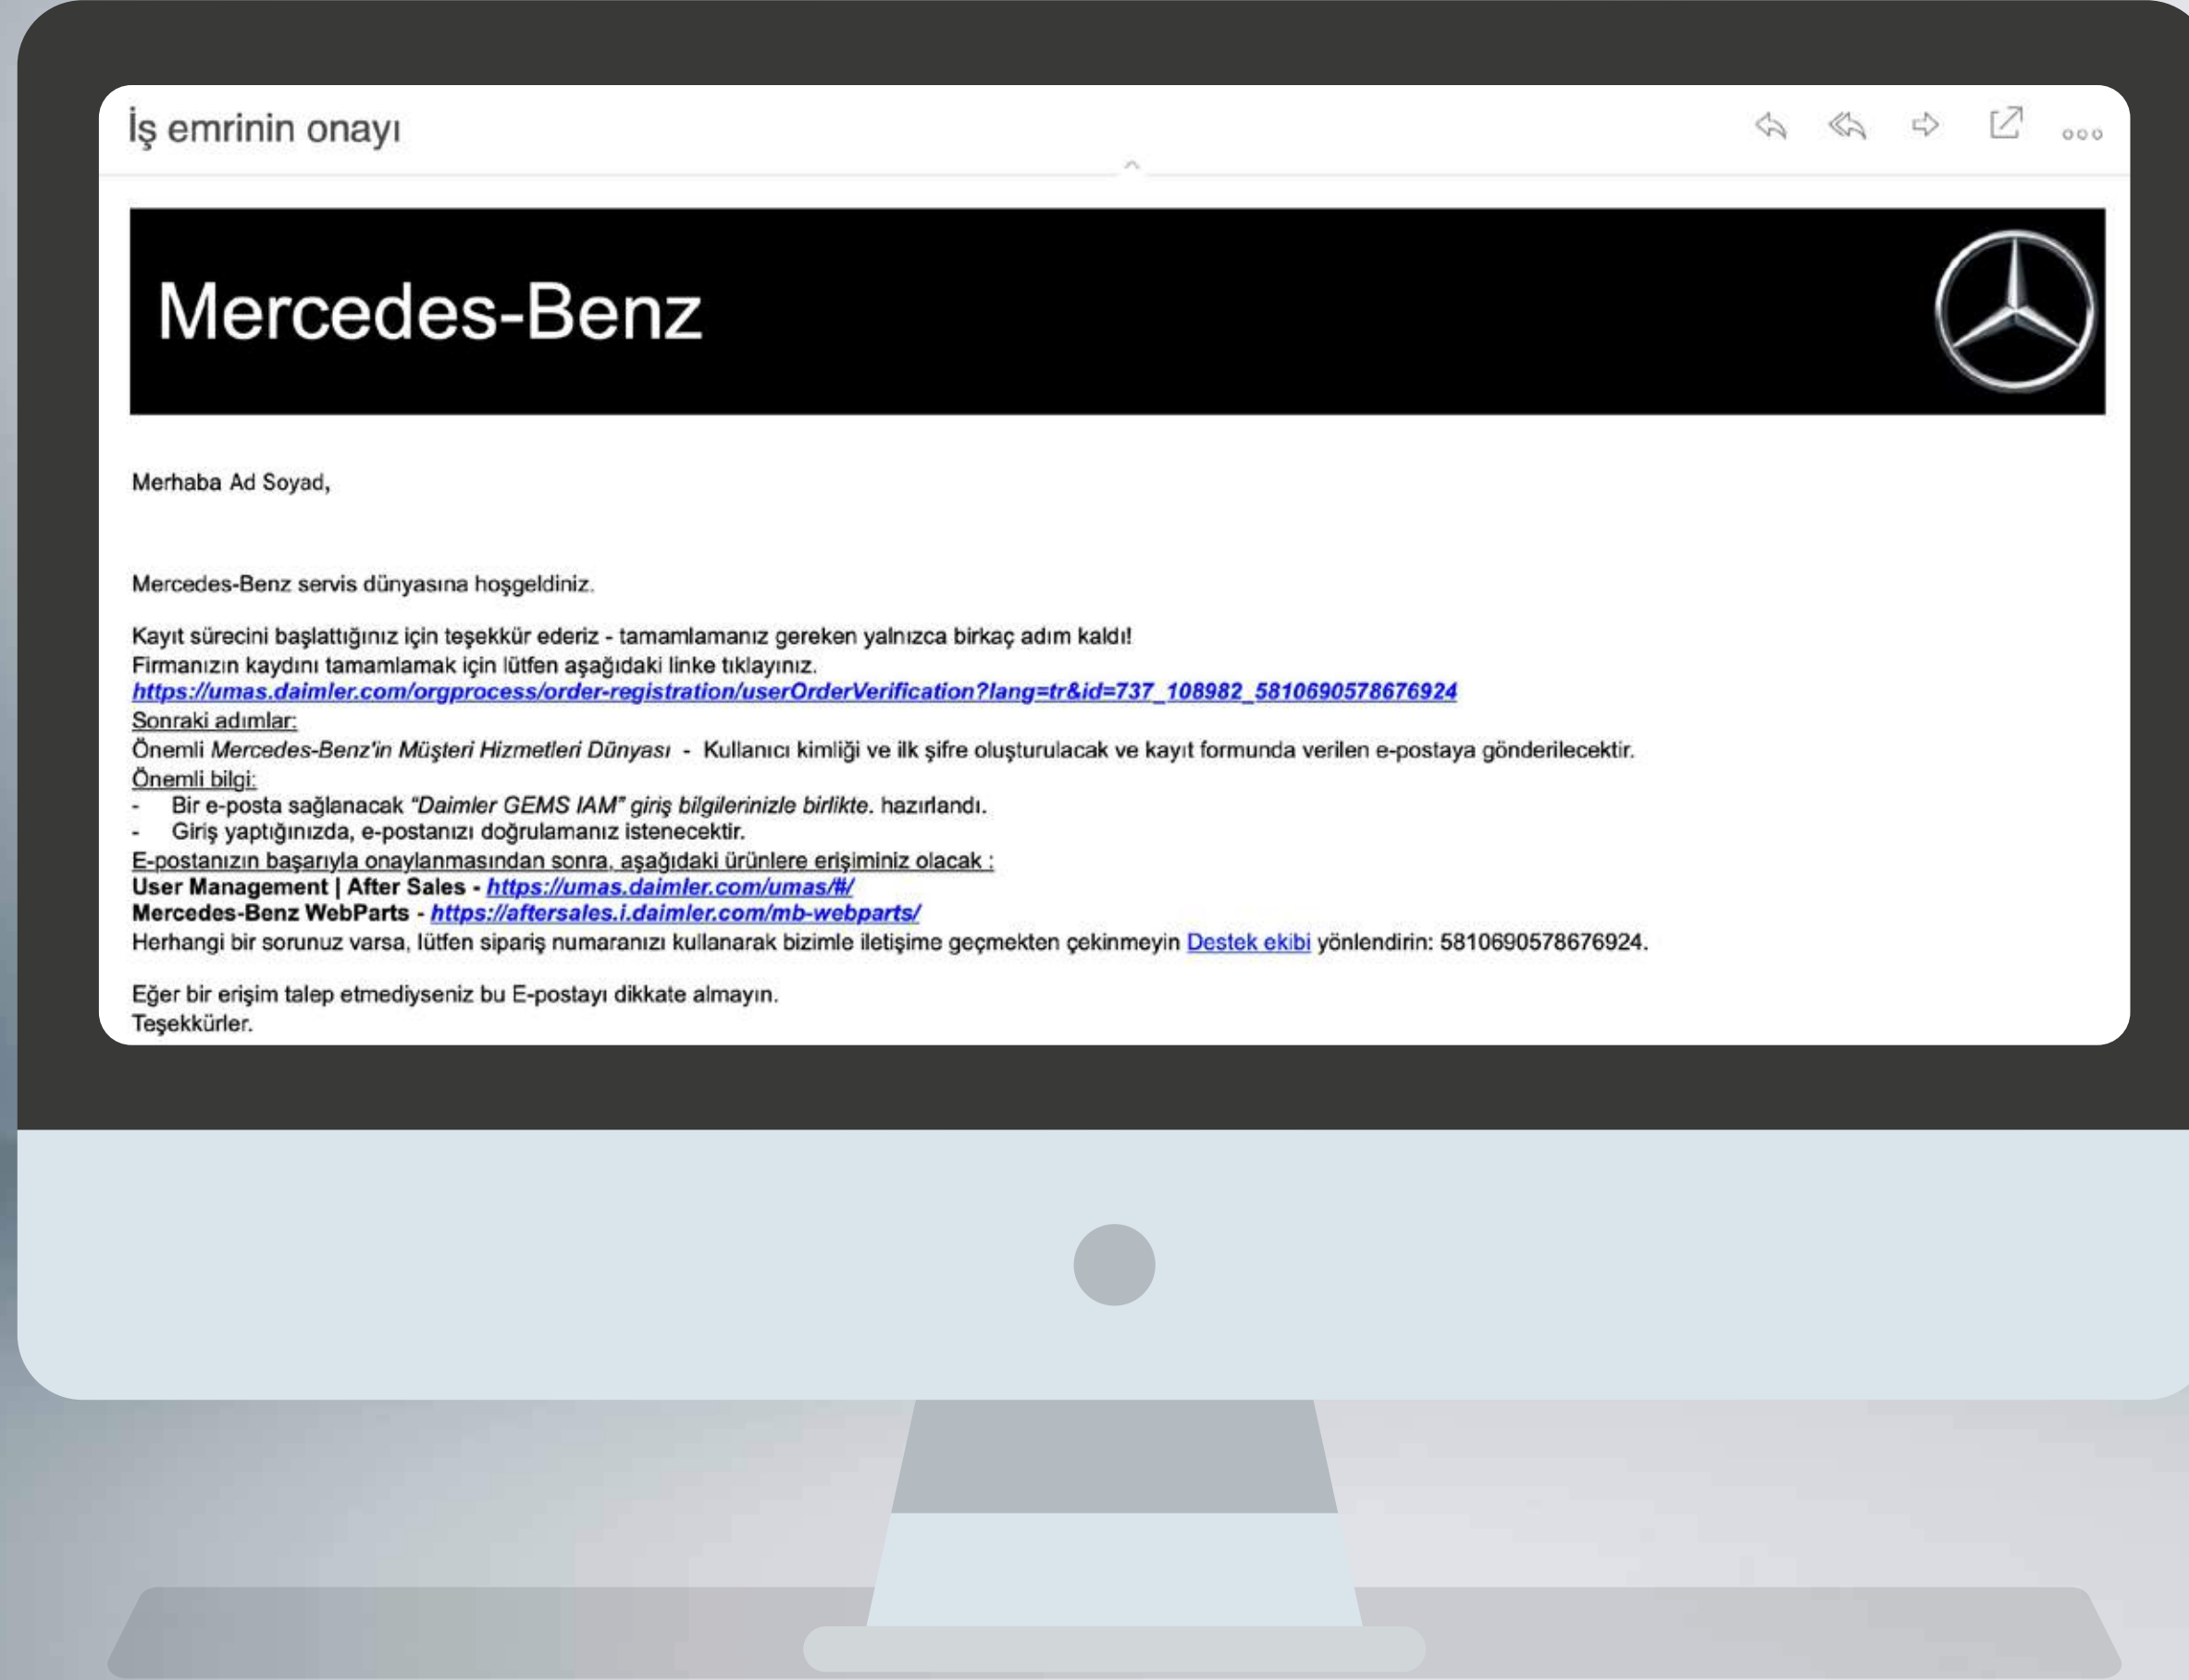 İş emrinin onayı
Mercedes-Benz
Merhaba Ad Soyad,
Mercedes-Benz servis dünyasına hoşgeldiniz.
Kayıt sürecini başlattığınız için teşekkür ederiz - tamamlamanız gereken yalnızca birkaç adım kaldı!
Firmanızın kaydını tamamlamak için lütfen aşağıdaki linke tıklayınız.
https://umas.daimler.com/orgprocess/order-registration/userOrderVerification?lang=tr&id=737_108982_5810690578676924
Sonraki adımlar:
Önemli Mercedes-Benz'in Müşteri Hizmetleri Dünyası - Kullanıcı kimliği ve ilk şifre oluşturulacak ve kayıt formunda verilen e-postaya gönderilecektir.
Önemli bilgi:
- Bir e-posta sağlanacak "Daimler GEMS IAM" giriş bilgilerinizle birlikte. hazırlandı.
- Giriş yaptığınızda, e-postanızı doğrulamanız istenecektir.
E-postanızın başarıyla onaylanmasından sonra, aşağıdaki ürünlere erişiminiz olacak :
User Management | After Sales - https://umas.daimler.com/umas/#/
Mercedes-Benz WebParts - https://aftersales.i.daimler.com/mb-webparts/
Herhangi bir sorunuz varsa, lütfen sipariş numaranızı kullanarak bizimle iletişime geçmekten çekinmeyin Destek ekibi yönlendirin: 5810690578676924.
Eğer bir erişim talep etmediyseniz bu E-postayı dikkate almayın.
Teşekkürler.